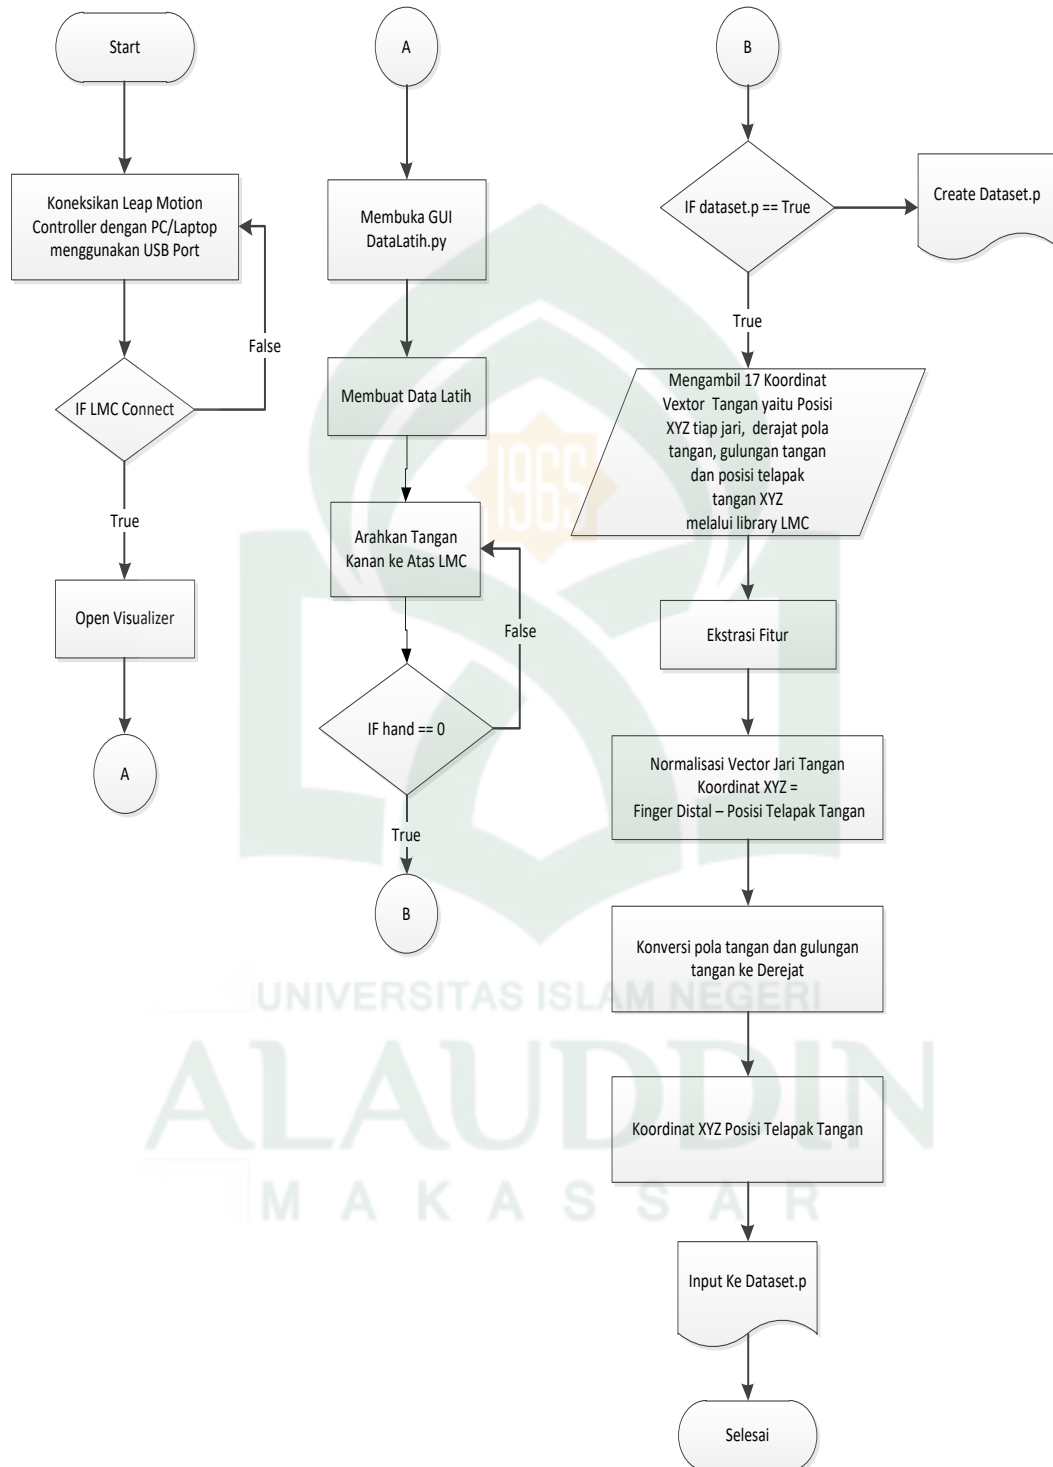 Start
Koneksikan Leap Motion
Controller dengan PC/Laptop
menggunakan USB Port
False
IF LMC Connect
True
Open Visualizer
A
A
Membuka GUI
DataLatih.py
Membuat Data Latih
Arahkan Tangan
Kanan ke Atas LMC
False
IF hand == 0
True
B
B
IF dataset.p == True
Create Dataset.p
True
Mengambil 17 Koordinat
Vextor Tangan yaitu Posisi
XYZ tiap jari, derajat pola
tangan, gulungan tangan
dan posisi telapak
tangan XYZ
melalui library LMC
Ekstrasi Fitur
Normalisasi Vector Jari Tangan
Koordinat XYZ =
Finger Distal – Posisi Telapak Tangan
Konversi pola tangan dan gulungan
tangan ke Derejat
Koordinat XYZ Posisi Telapak Tangan
Input Ke Dataset.p
Selesai
1965
UNIVERSITAS ISLAM NEGERI
ALAUDDIN
MAKASSAR